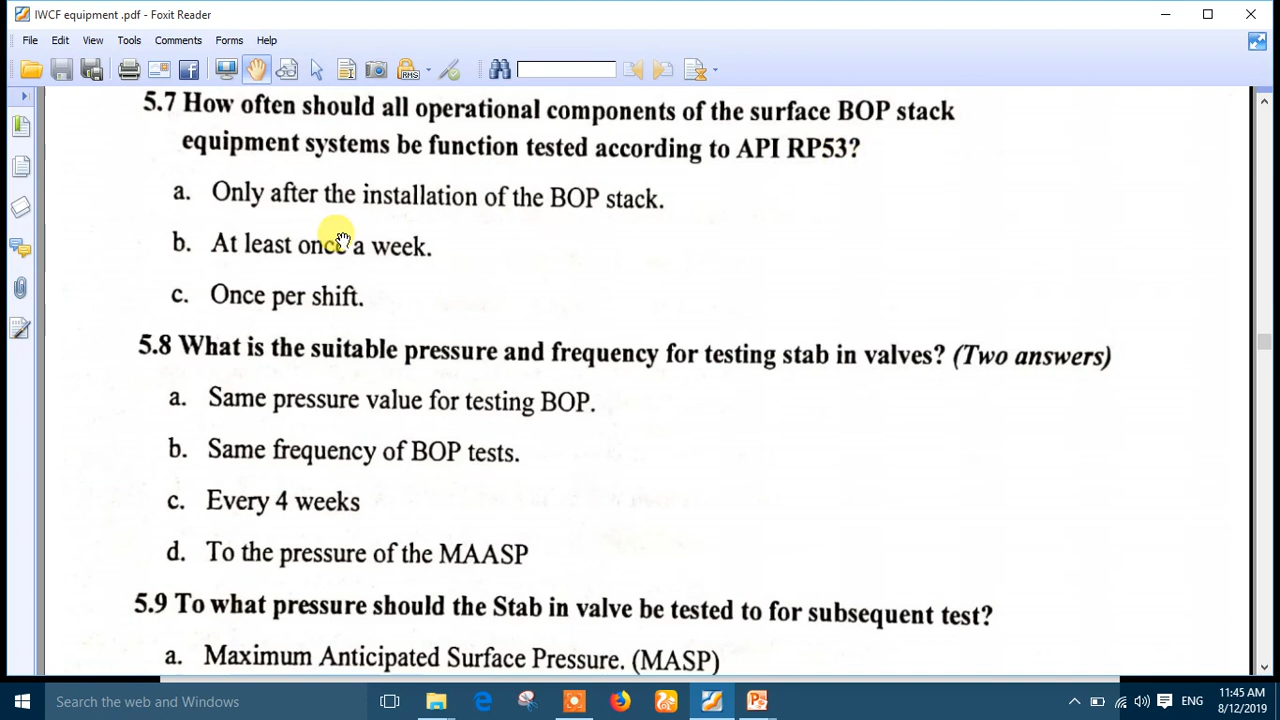 IWCF equipment .pdf - Foxit Reader
File Edit View Tools Comments Forms Help
RMS
5.7 How often should all operational components of the surface BOP stack
equipment systems be function tested according to API RP53?
a. Only after the installation of the BOP stack.
b. At least once a week.
c. Once per shift.
5.8 What is the suitable pressure and frequency for testing stab in valves? (Two answers)
a. Same pressure value for testing BOP.
b. Same frequency of BOP tests.
c. Every 4 weeks
d. To the pressure of the MAASP
5.9 To what pressure should the Stab in valve be tested to for subsequent test?
a. Maximum Anticipated Surface Pressure. (MASP)
Search the web and Windows
ENG
11:45 AM
8/12/2019